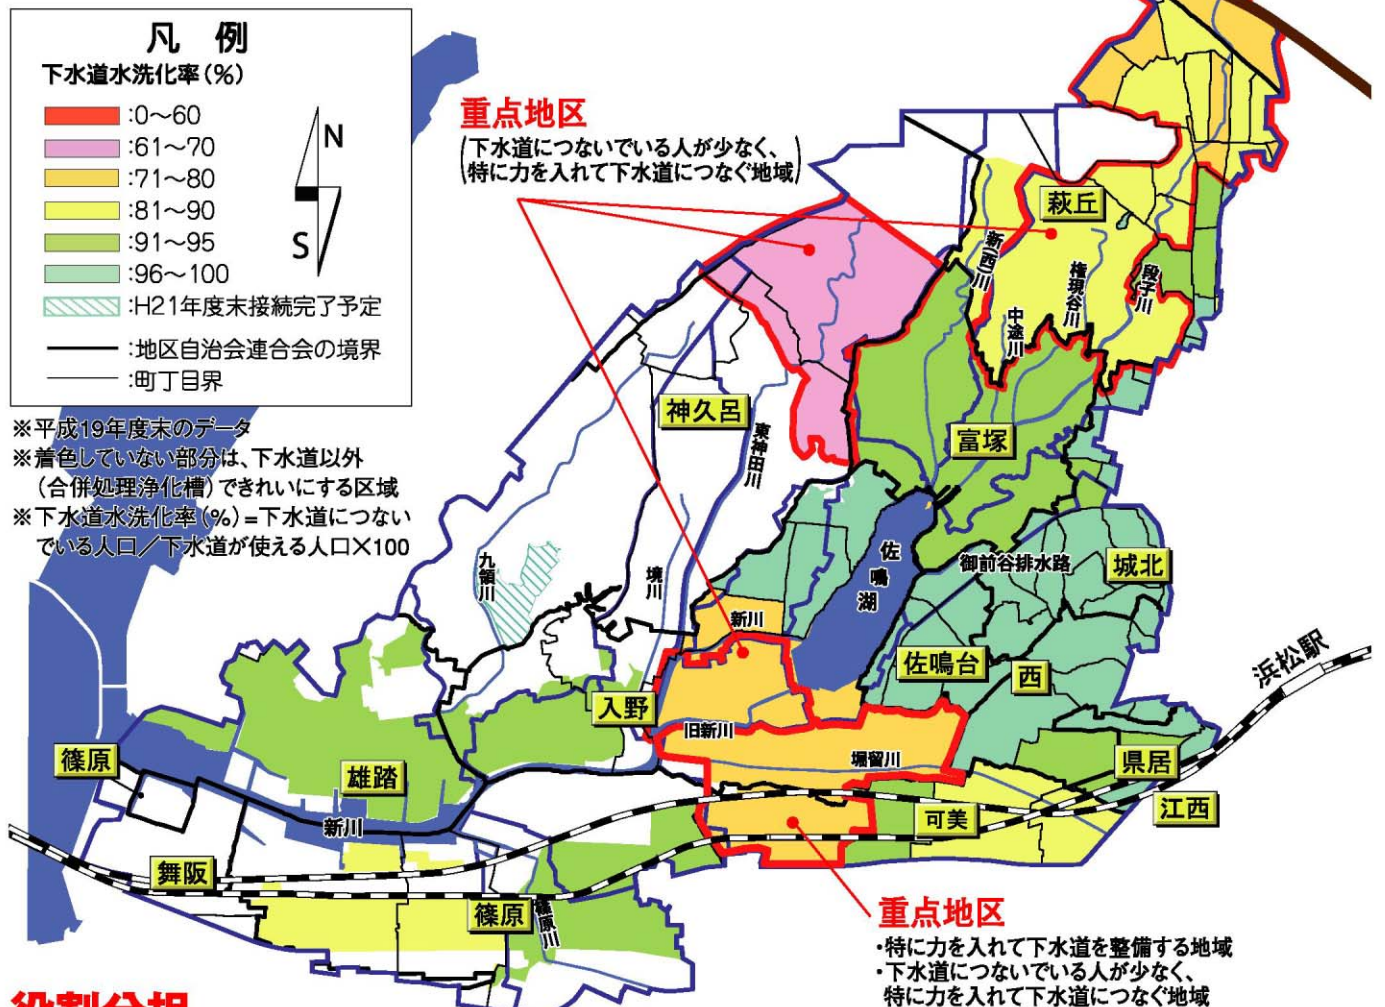 凡 例
下水道水洗化率(%)
:0〜60
:61〜70
:71〜80
:81〜90
:91〜95
:96〜100
:H21年度末接続完了予定
:地区自治会連合会の境界
:町丁目界
N
S
※平成19年度末のデータ
※着色していない部分は、下水道以外
(合併処理浄化槽)できれいにする区域
※下水道水洗化率(%)=下水道につない
でいる人口/下水道が使える人口×100
重点地区
(下水道につないでいる人が少なく、
特に力を入れて下水道につなぐ地域)
萩丘
新(西)川
権現谷川
段子川
中途川
神久呂
東神田川
富塚
九領川
境川
佐鳴湖
御前谷排水路
城北
新川
佐鳴台
西
浜松駅
入野
旧新川
堀留川
県居
江西
可美
篠原
雄踏
新川
舞阪
篠原
篠原川
重点地区
・特に力を入れて下水道を整備する地域
・下水道につないでいる人が少なく、
特に力を入れて下水道につなぐ地域